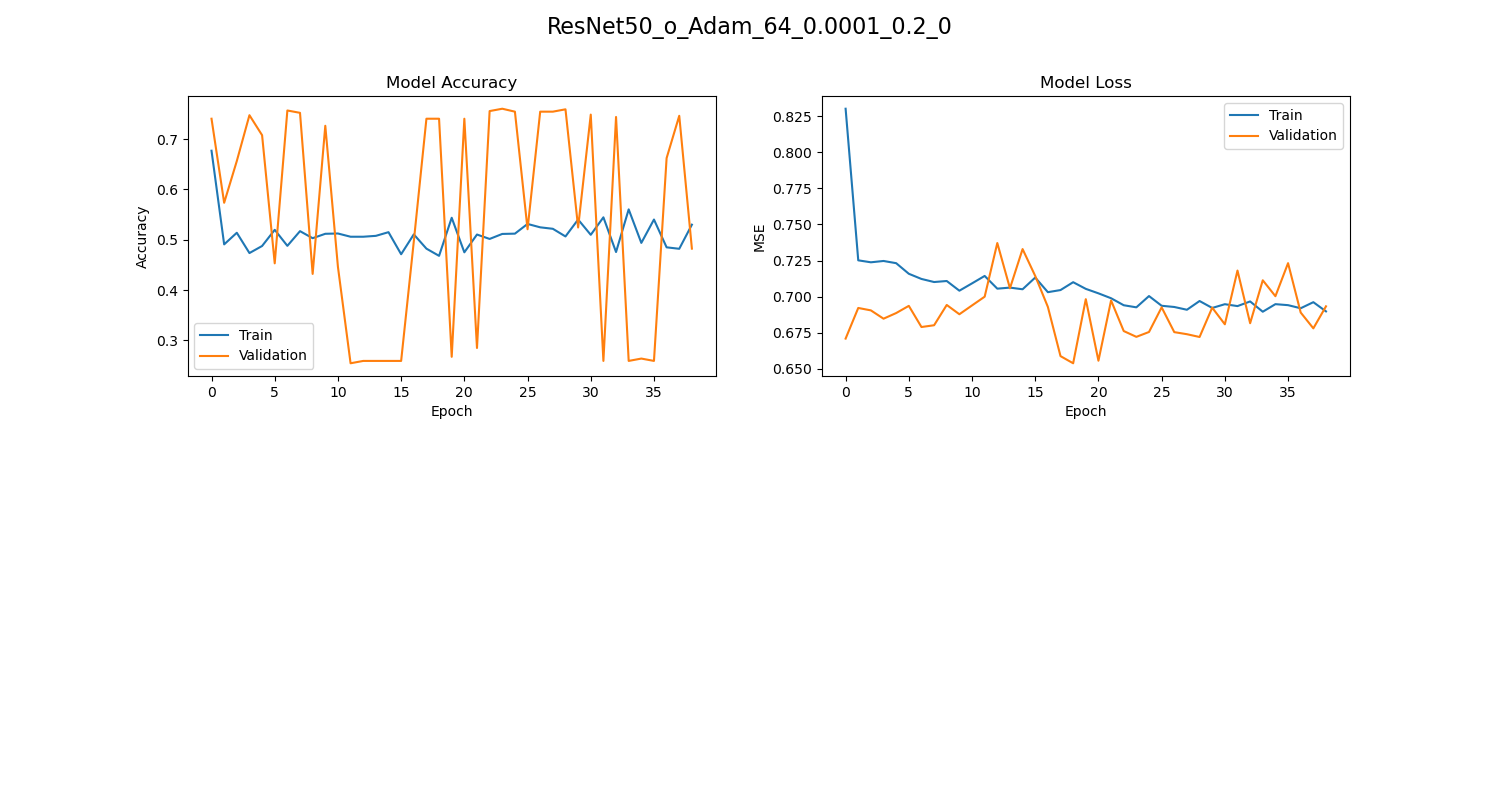 ResNet50_o_Adam_64_0.0001_0.2_0
Model Accuracy
Accuracy
0.7
0.6
0.5
0.4
0.3
Train
Validation
0 5 10 15 20 25 30 35
Epoch
Model Loss
MSE
0.825
0.800
0.775
0.750
0.725
0.700
0.675
0.650
Train
Validation
0 5 10 15 20 25 30 35
Epoch